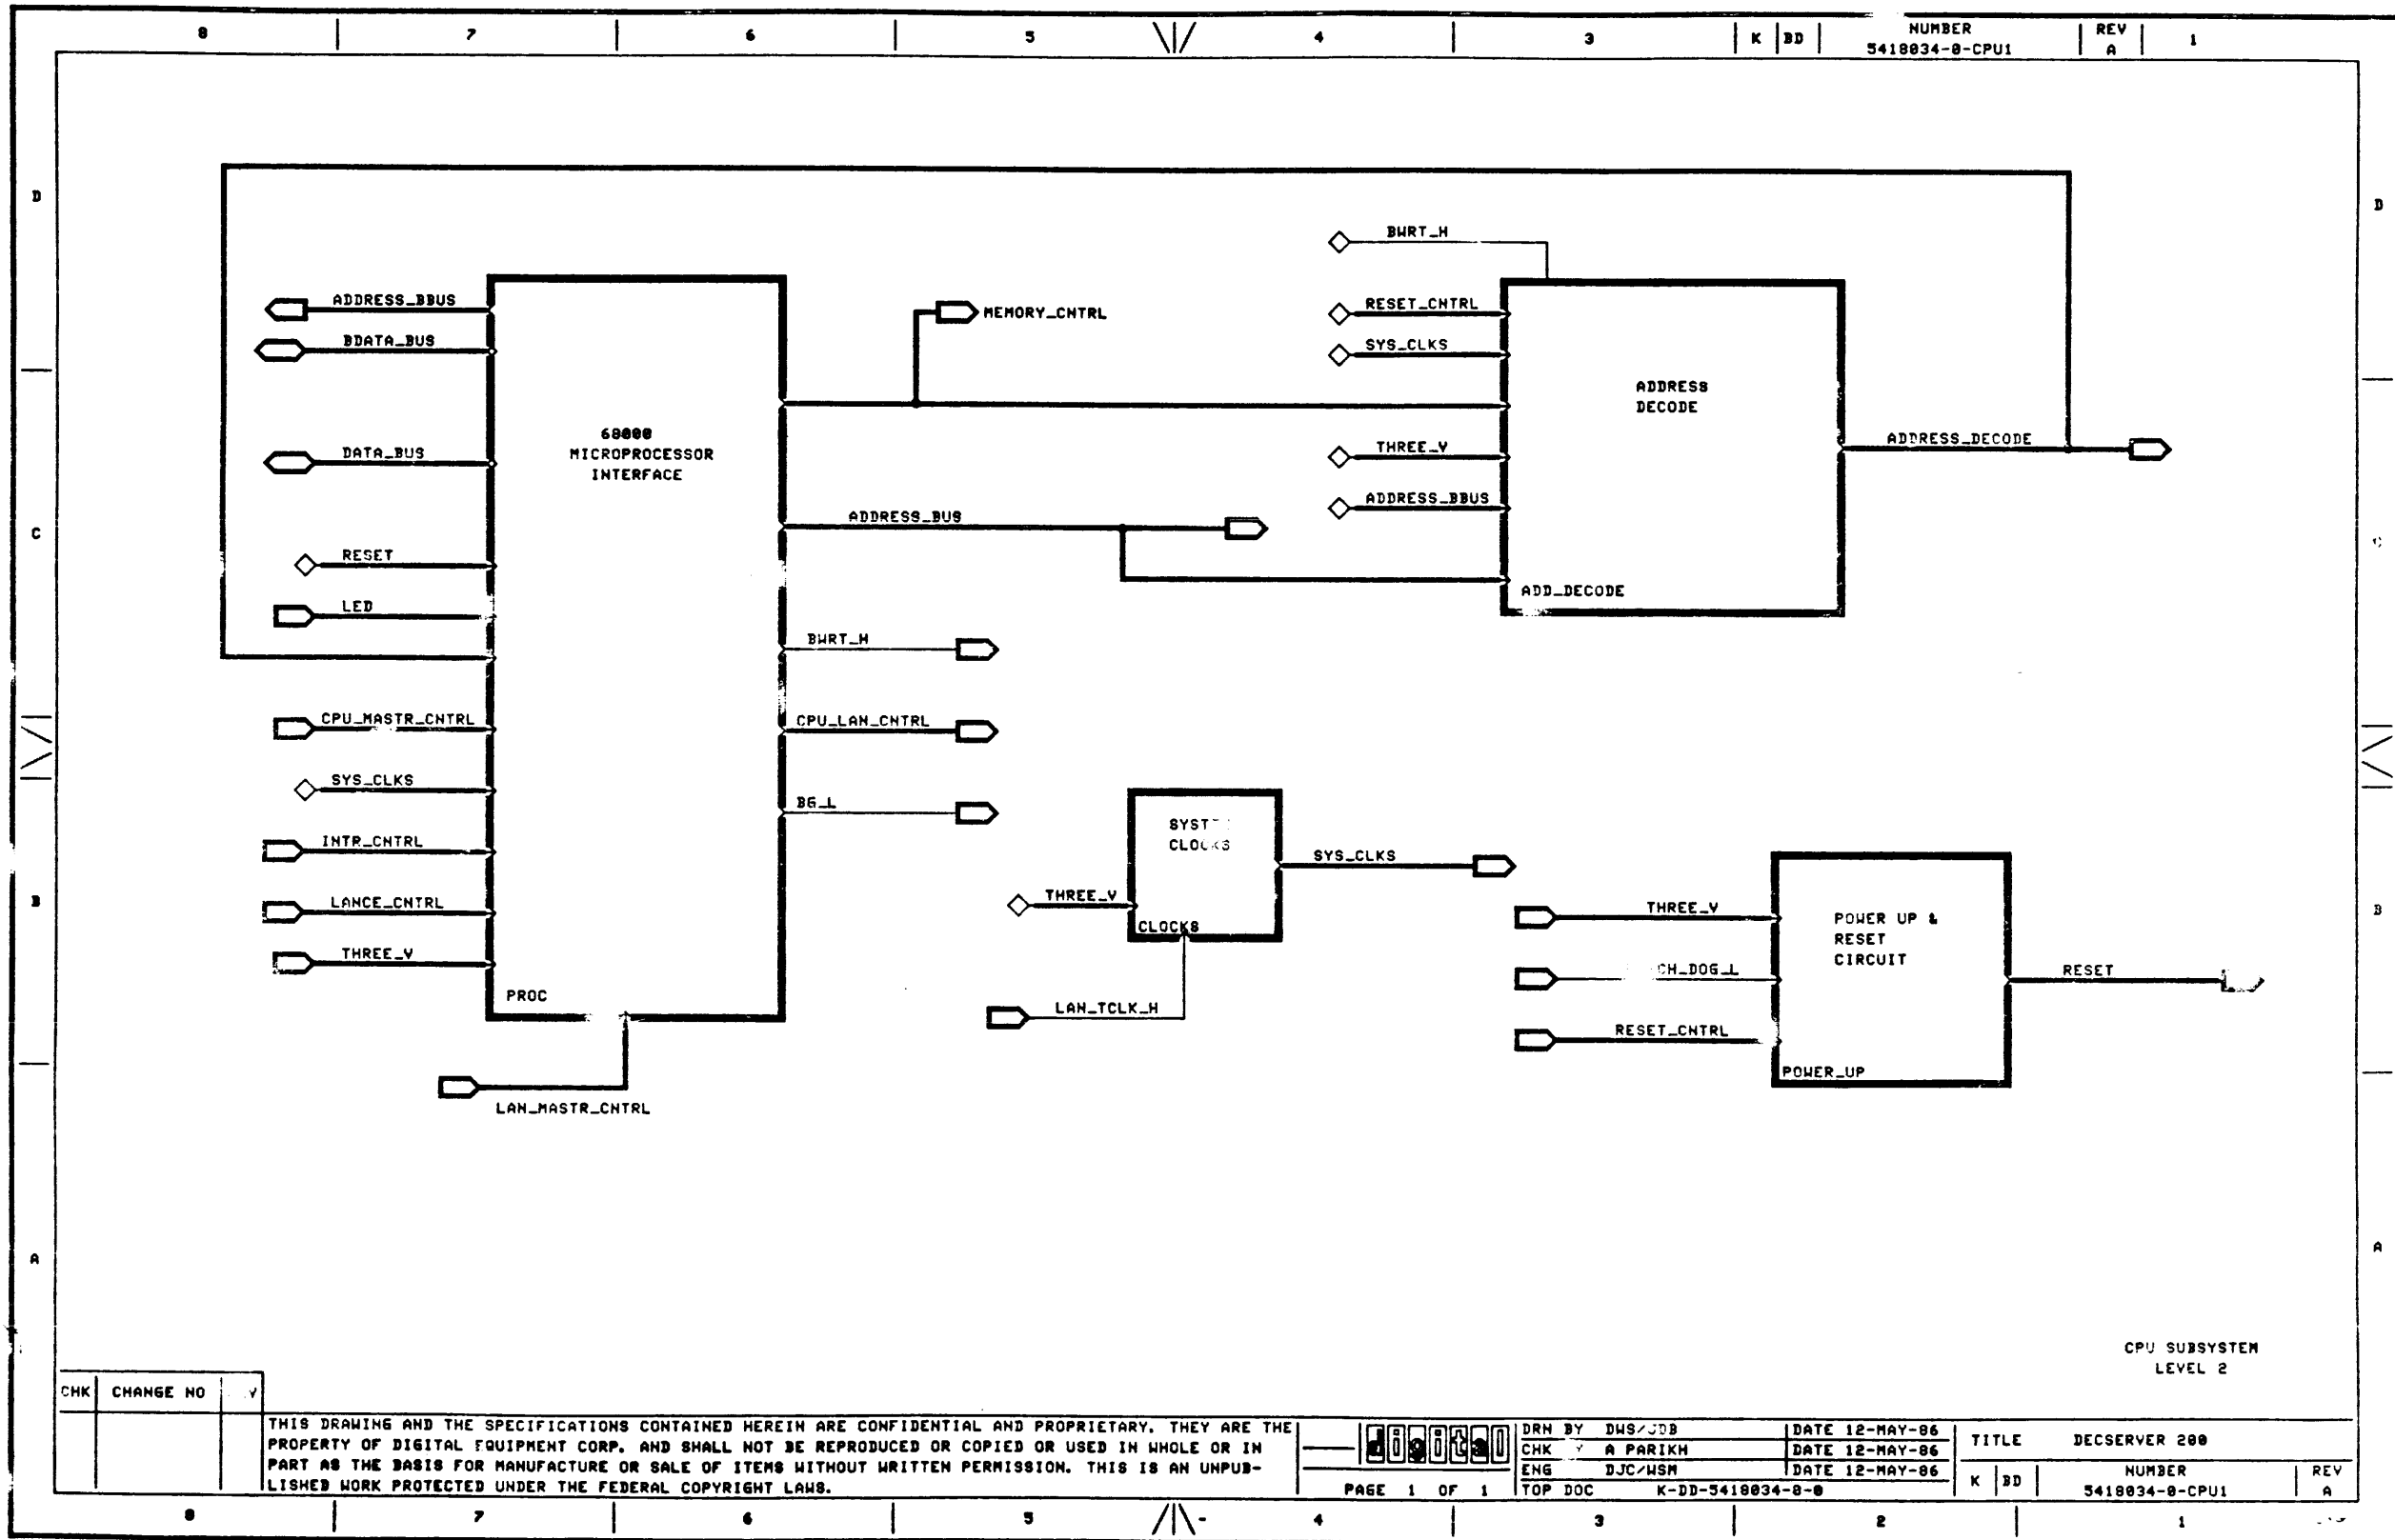 8 7 6 5 4 3 K BD NUMBER REV 1
5418034-0-CPU1 A
D D
BWRT_H
ADDRESS_BBUS
RESET_CNTRL
MEMORY_CNTRL
BDATA_BUS
SYS_CLKS
ADDRESS
DECODE
68000
MICROPROCESSOR
INTERFACE
ADDRESS_DECODE
DATA_BUS
THREE_V
ADDRESS_BBUS
ADDRESS_BUS
C C
RESET
ADD_DECODE
LED
BWRT_H
CPU_MASTR_CNTRL
CPU_LAN_CNTRL
SYS_CLKS
BG_L
CLOCKS
INTR_CNTRL
SYS_CLKS
LANCE_CNTRL
THREE_V
B B
THREE_V
POWER UP &
RESET
CIRCUIT
CLOCKS
THREE_V
RESET
PROC
LAN_TCLK_H
RESET_CNTRL
POWER_UP
LAN_MASTR_CNTRL
A A
CPU SUBSYSTEM
LEVEL 2
CHK CHANGE NO
THIS DRAWING AND THE SPECIFICATIONS CONTAINED HEREIN ARE CONFIDENTIAL AND PROPRIETARY. THEY ARE THE
PROPERTY OF DIGITAL EQUIPMENT CORP. AND SHALL NOT BE REPRODUCED OR COPIED OR USED IN WHOLE OR IN
PART AS THE BASIS FOR MANUFACTURE OR SALE OF ITEMS WITHOUT WRITTEN PERMISSION. THIS IS AN UNPUB-
LISHED WORK PROTECTED UNDER THE FEDERAL COPYRIGHT LAWS.
digital
PAGE 1 OF 1
DRN BY DWS/JDB DATE 12-MAY-86
CHK A PARIKH DATE 12-MAY-86
ENG DJC/WSM DATE 12-MAY-86
TOP DOC K-DD-5418034-0-0
TITLE DECSERVER 200
K BD NUMBER REV
5418034-0-CPU1 A
8 7 6 5 4 3 2 1